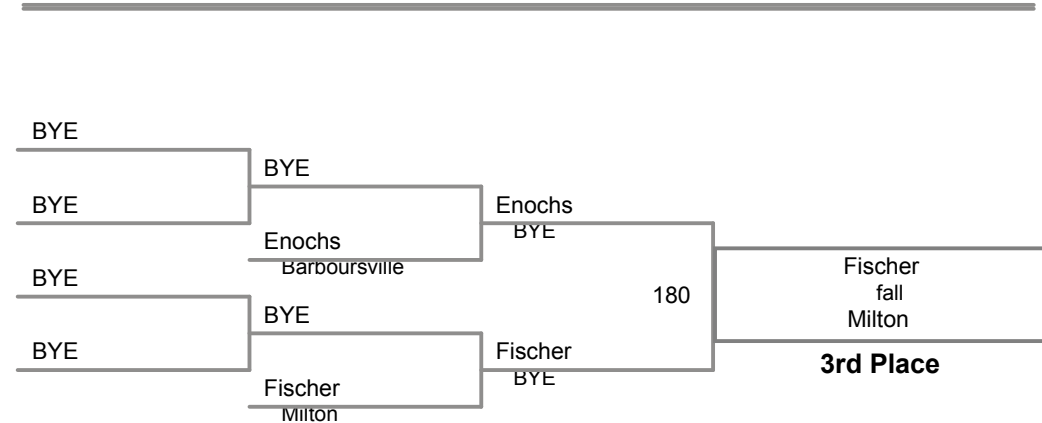 BYE
BYE
BYE
Enochs
BYE
Enochs
Barboursville
BYE
BYE
BYE
Fischer
Milton
180
Fischer
BYE
Fischer
fall
Milton
3rd Place